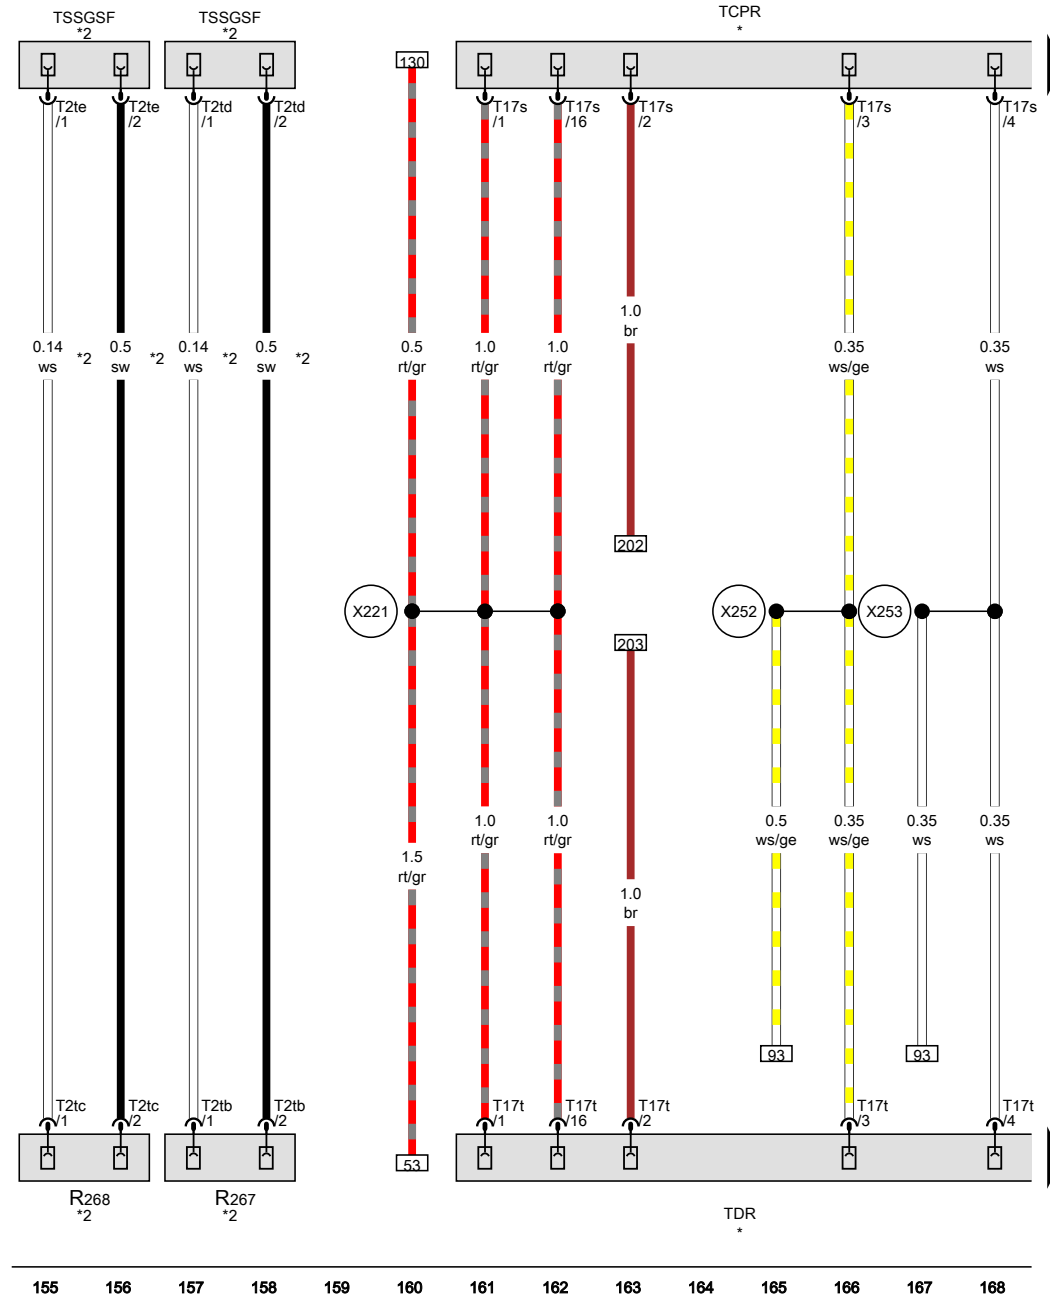 TSSGSF TSSGSF TCPR
*2 *2 *
130
T2te T2te T2td T2td T17s T17s T17s T17s T17s
/1 /2 /1 /2 /1 /16 /2 /3 /4
1.0
br
0.14 0.5 0.14 0.5 0.5 1.0 1.0 0.35 0.35
ws *2 sw *2 ws *2 sw *2 rt/gr rt/gr rt/gr ws/ge ws
202
X221 X252 X253
203
1.0 1.0 0.5 0.35 0.35 0.35
rt/gr rt/gr ws/ge ws/ge ws ws
1.5
rt/gr
1.0
br
93 93
T2tc T2tc T2tb T2tb T17t T17t T17t T17t T17t
/1 /2 /1 /2 /1 /16 /2 /3 /4
53
R268 R267
*2 *2
TDR
*
155 156 157 158 159 160 161 162 163 164 165 166 167 168